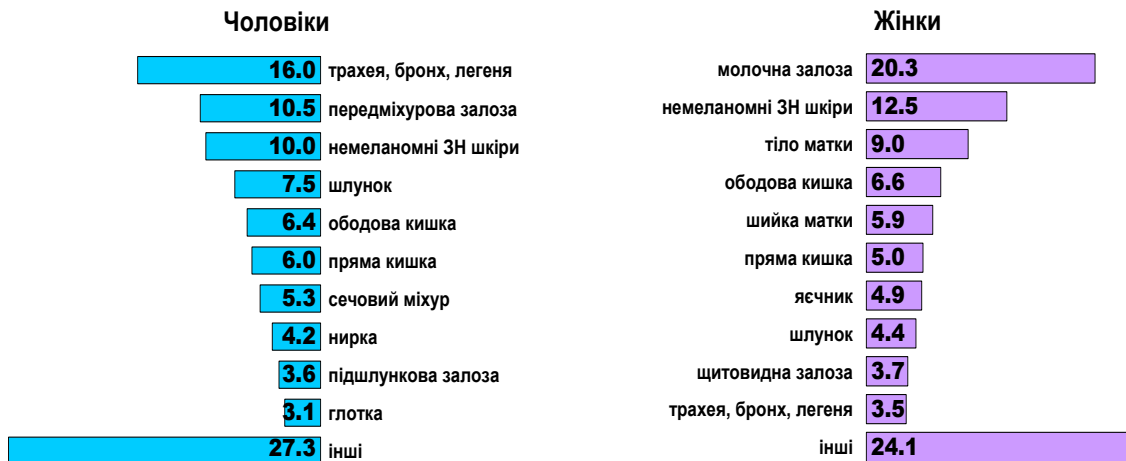 Чоловіки
16.0 трахея, бронх, легеня
10.5 передміхурова залоза
10.0 немеланомні ЗН шкіри
7.5 шлунок
6.4 ободова кишка
6.0 пряма кишка
5.3 сечовий міхур
4.2 нирка
3.6 підшлункова залоза
3.1 глотка
27.3 інші
Жінки
молочна залоза 20.3
немеланомні ЗН шкіри 12.5
тіло матки 9.0
ободова кишка 6.6
шийка матки 5.9
пряма кишка 5.0
яєчник 4.9
шлунок 4.4
щитовидна залоза 3.7
трахея, бронх, легеня 3.5
інші 24.1